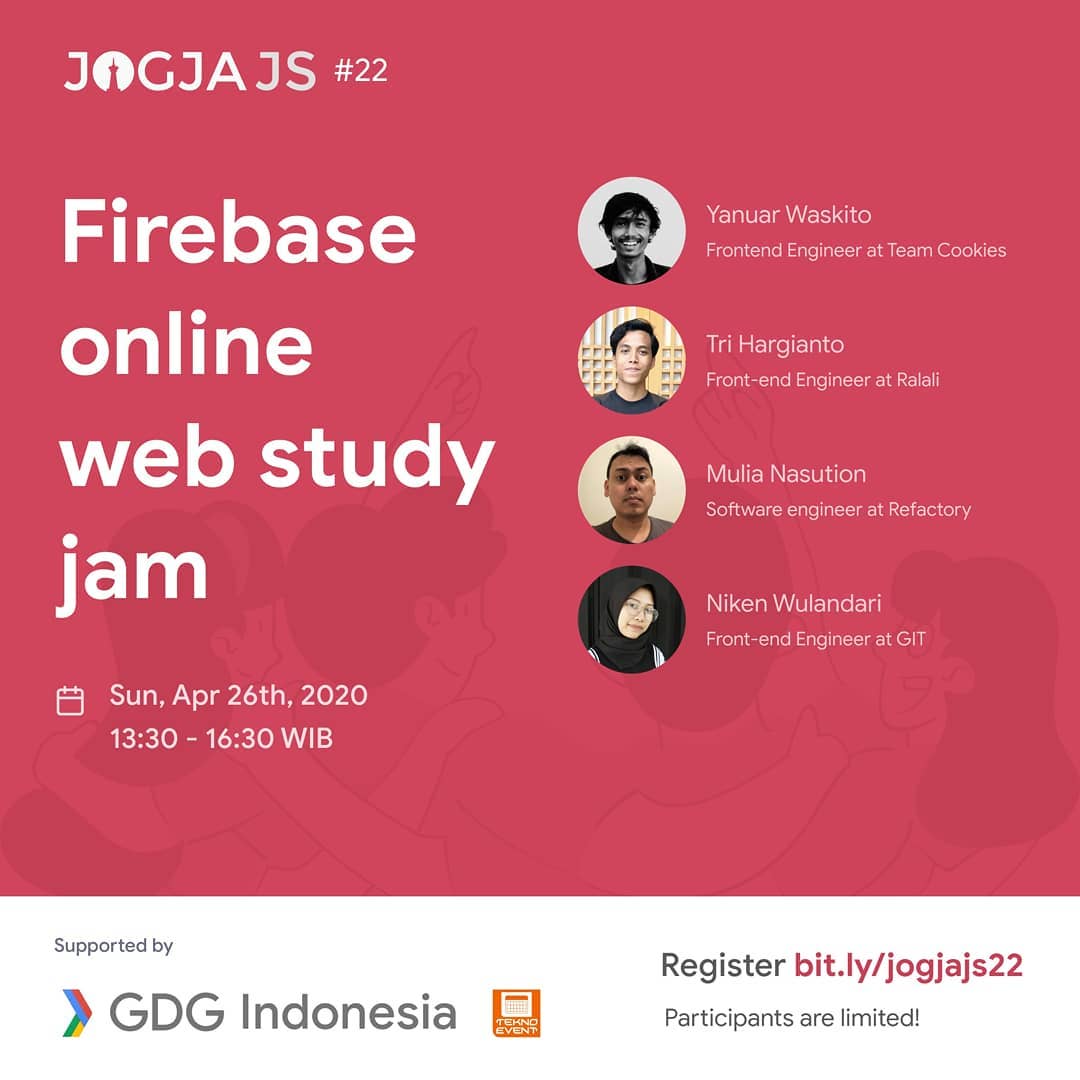 JOGJA JS #22
Firebase
online
web study
jam
Sun, Apr 26th, 2020
13:30 - 16:30 WIB
Yanuar Waskito
Frontend Engineer at Team Cookies
Tri Hargianto
Front-end Engineer at Ralali
Mulia Nasution
Software engineer at Refactory
Niken Wulandari
Front-end Engineer at GIT
Supported by
GDG Indonesia
TEKNO
EVENT
Register bit.ly/jogjajs22
Participants are limited!